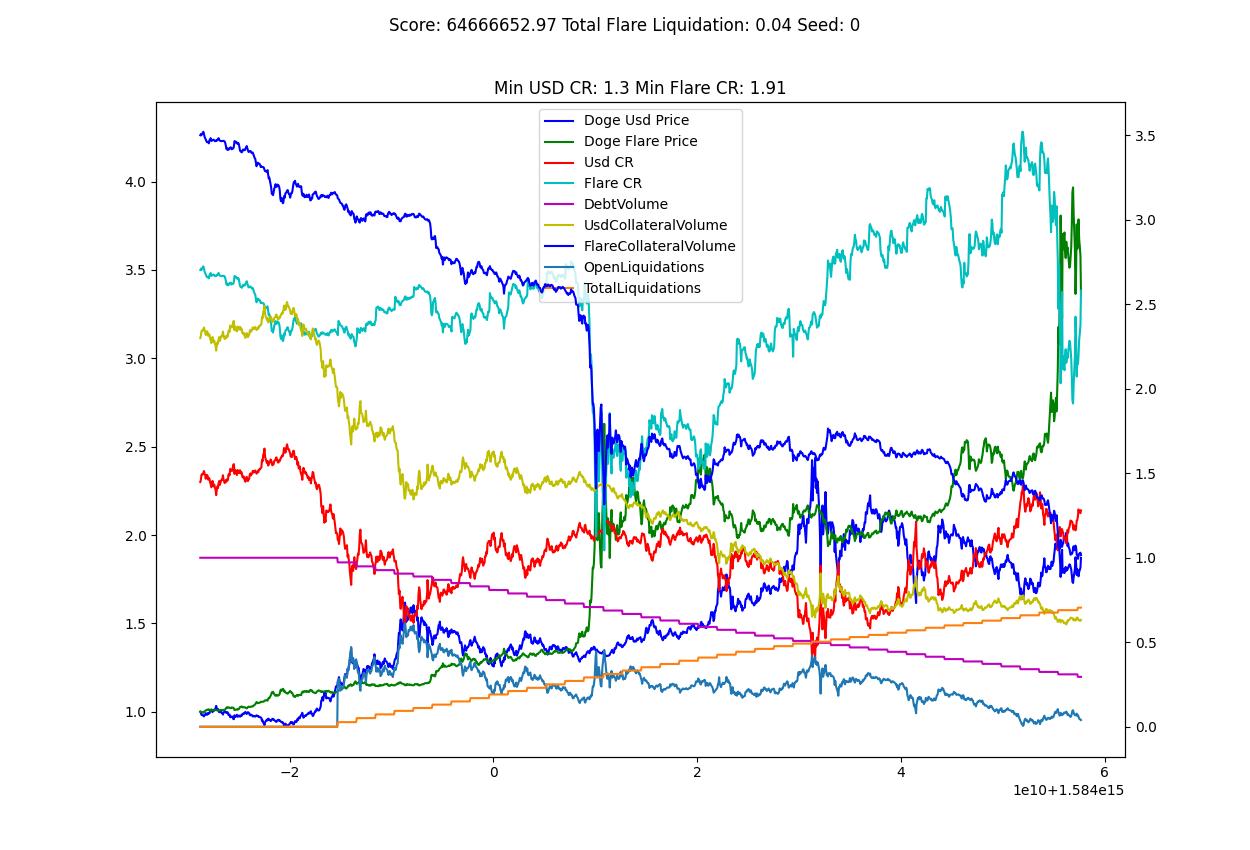 Score: 64666652.97 Total Flare Liquidation: 0.04 Seed: 0
Min USD CR: 1.3 Min Flare CR: 1.91
Doge Usd Price
Doge Flare Price
Usd CR
Flare CR
DebtVolume
UsdCollateralVolume
FlareCollateralVolume
OpenLiquidations
TotalLiquidations
4.0
3.5
3.0
2.5
2.0
1.5
1.0
3.5
3.0
2.5
2.0
1.5
1.0
0.5
0.0
−2 0 2 4 6
1e10+1.584e15